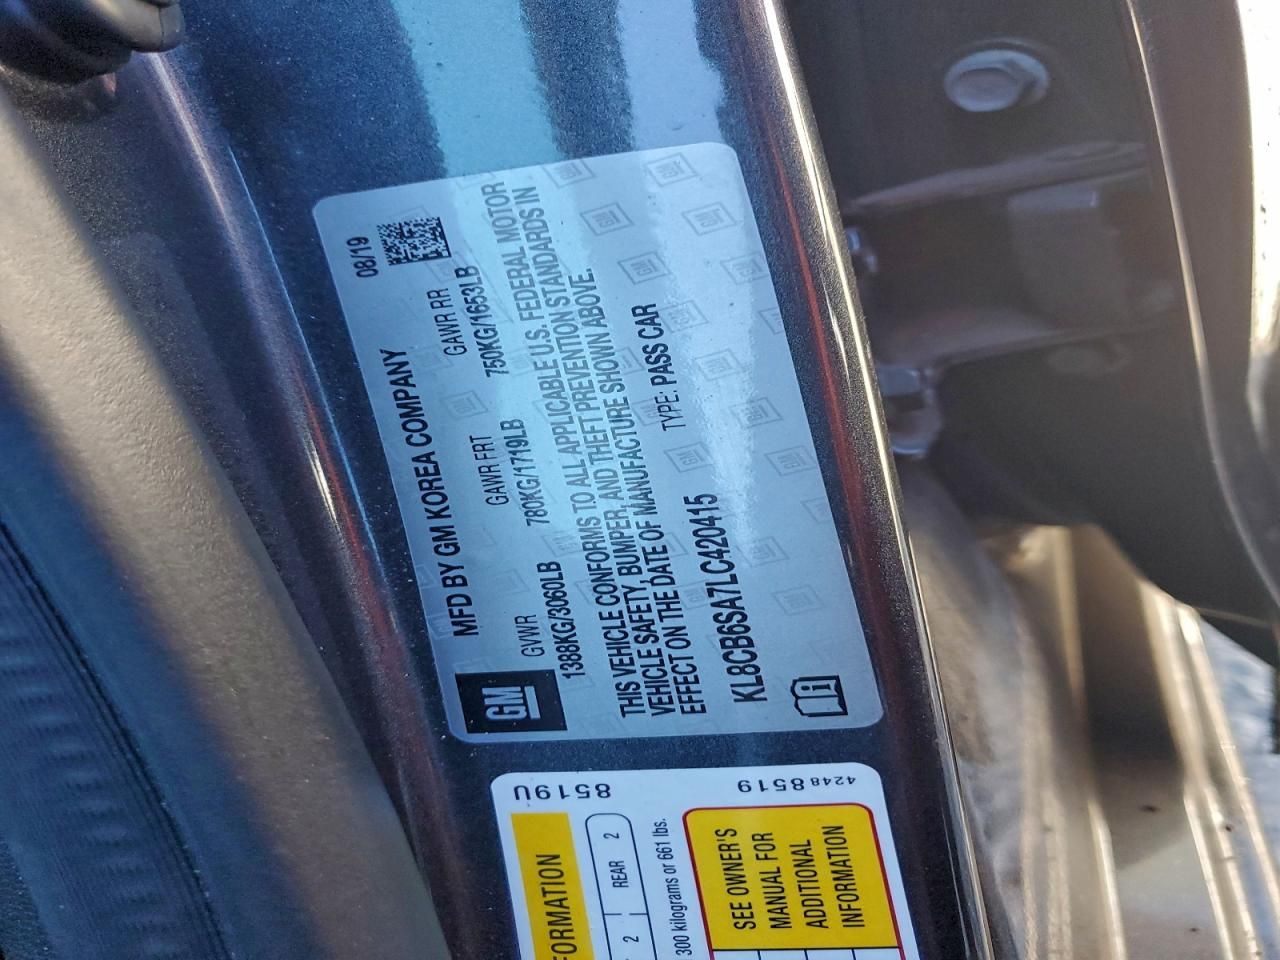 MFD BY GM KOREA COMPANY 08/19
GM
GVWR GAWR FRT GAWR RR
1388KG/3060LB 780KG/1719LB 750KG/1653LB
THIS VEHICLE CONFORMS TO ALL APPLICABLE U.S. FEDERAL MOTOR
VEHICLE SAFETY, BUMPER, AND THEFT PREVENTION STANDARDS IN
EFFECT ON THE DATE OF MANUFACTURE SHOWN ABOVE.
KL8CB6SA7LC420415 TYPE: PASS CAR
8519U
4248 8519
ORMATION
2 REAR 2
300 kilograms or 661 lbs.
SEE OWNER'S
MANUAL FOR
ADDITIONAL
INFORMATION